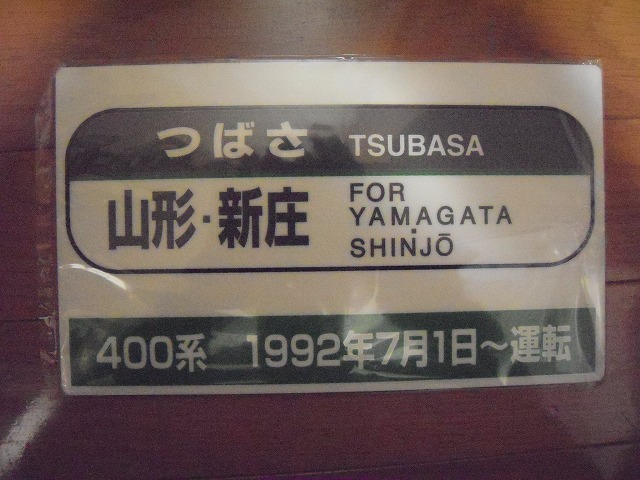 つばさ TSUBASA
山形・新庄 FOR YAMAGATA・SHINJŌ
400系 1992年7月1日～運転